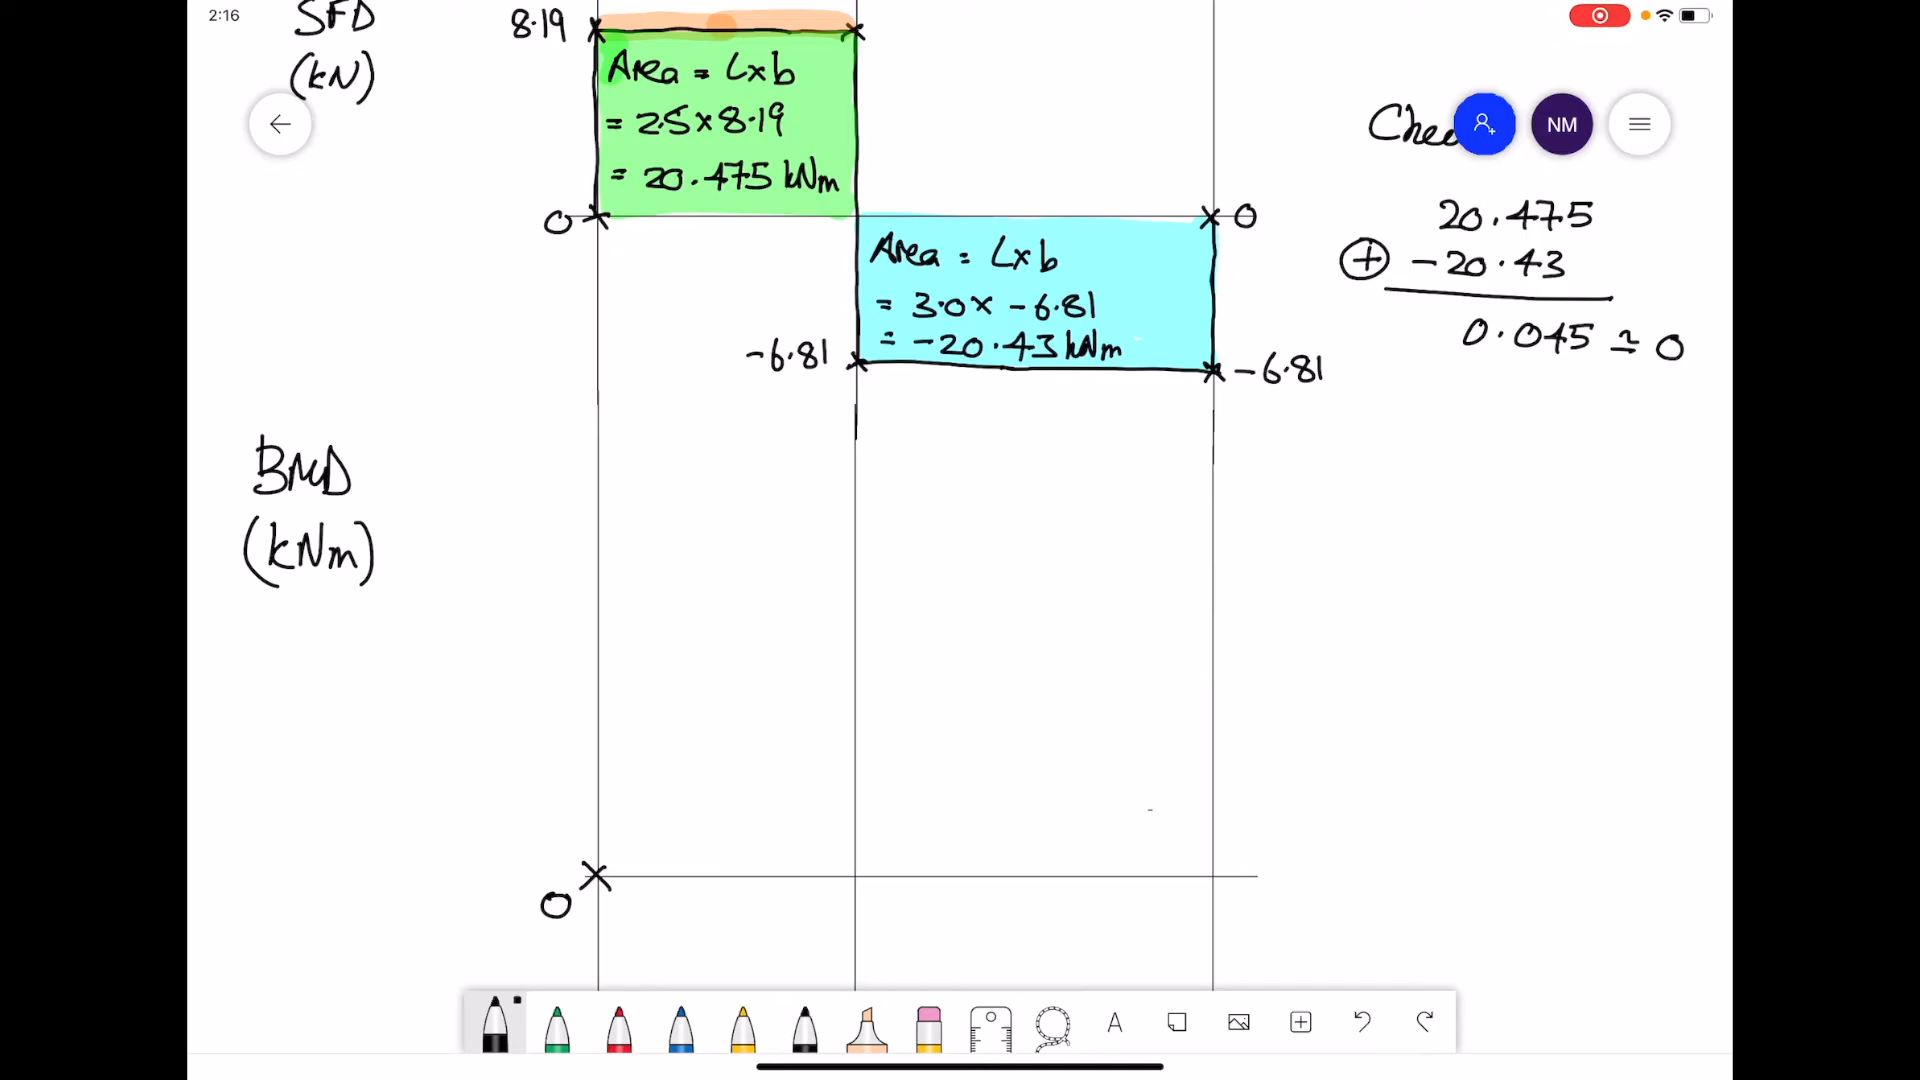 2:16
SFD
(kN)
8.19
Area = L×b
= 2.5×8.19
= 20.475 kNm
0
0
Area = L×b
= 3.0× -6.81
= -20.43 kNm
-6.81
-6.81
Chec
NM
20.475
+ -20.43
0.045 ≃ 0
BMD
(kNm)
0
A